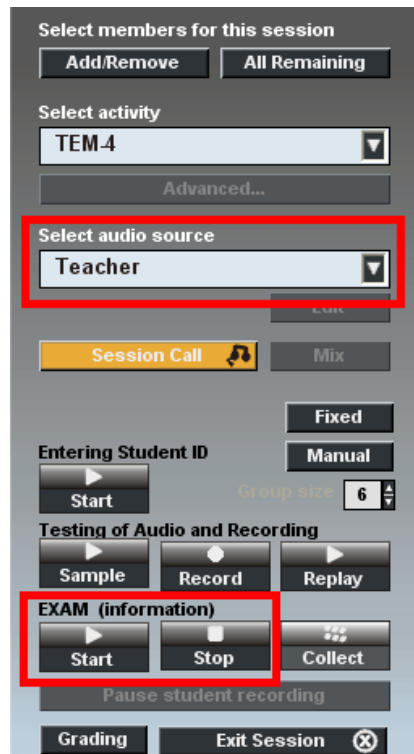 Select members for this session
Add/Remove All Remaining
Select activity
TEM-4
Advanced...
Select audio source
Teacher
Edit
Session Call Mix
Fixed
Entering Student ID Manual
Start Group size 6
Testing of Audio and Recording
Sample Record Replay
EXAM (information)
Start Stop Collect
Pause student recording
Grading Exit Session